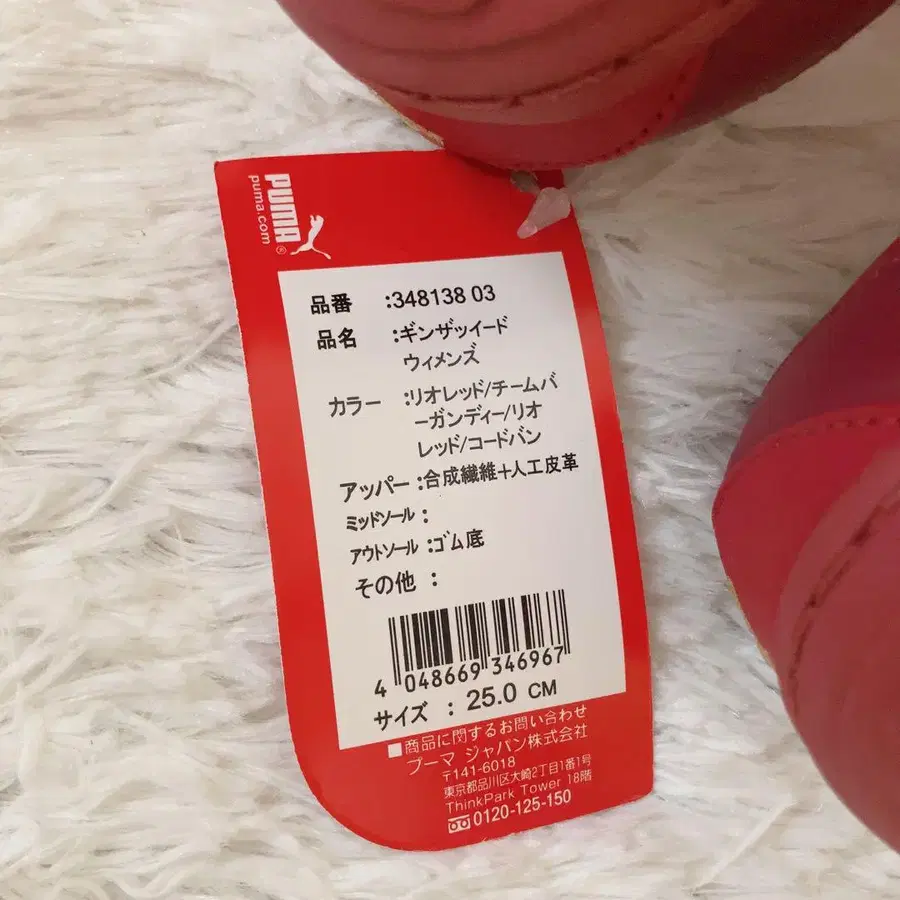 PUMA®
puma.com
品番 :348138 03
品名 :ギンザッイード
ウィメンズ
カラー :リオレッド/チームバ
ーガンディー/リオ
レッド/コードバン
アッパー :合成繊維+人工皮革
ミッドソール :
アウトソール :ゴム底
その他 :
4 048669 346967
サイズ : 25.0 CM
■商品に関するお問い合わせ
プーマ ジャパン株式会社
〒141-6018
東京都品川区大崎2丁目1番1号
ThinkPark Tower 18階
0120-125-150